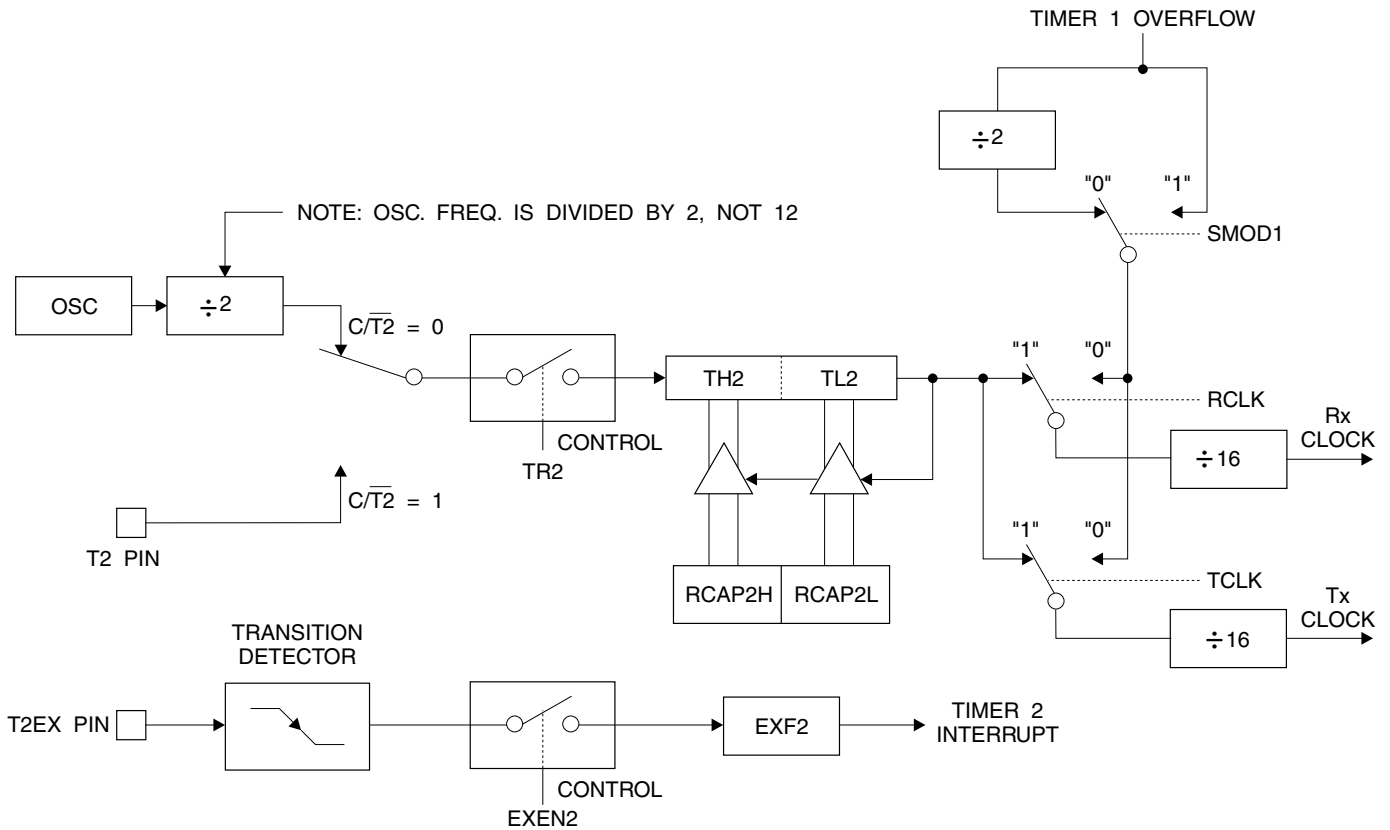 TIMER 1 OVERFLOW
÷2
"0" "1"
SMOD1
NOTE: OSC. FREQ. IS DIVIDED BY 2, NOT 12
OSC
÷2
C/T̅2̅ = 0
TH2 TL2
"1" "0"
RCLK
Rx
CLOCK
÷16
CONTROL
TR2
C/T̅2̅ = 1
T2 PIN
RCAP2H RCAP2L
"1" "0"
TCLK
Tx
CLOCK
÷16
TRANSITION
DETECTOR
T2EX PIN
EXF2
TIMER 2
INTERRUPT
CONTROL
EXEN2